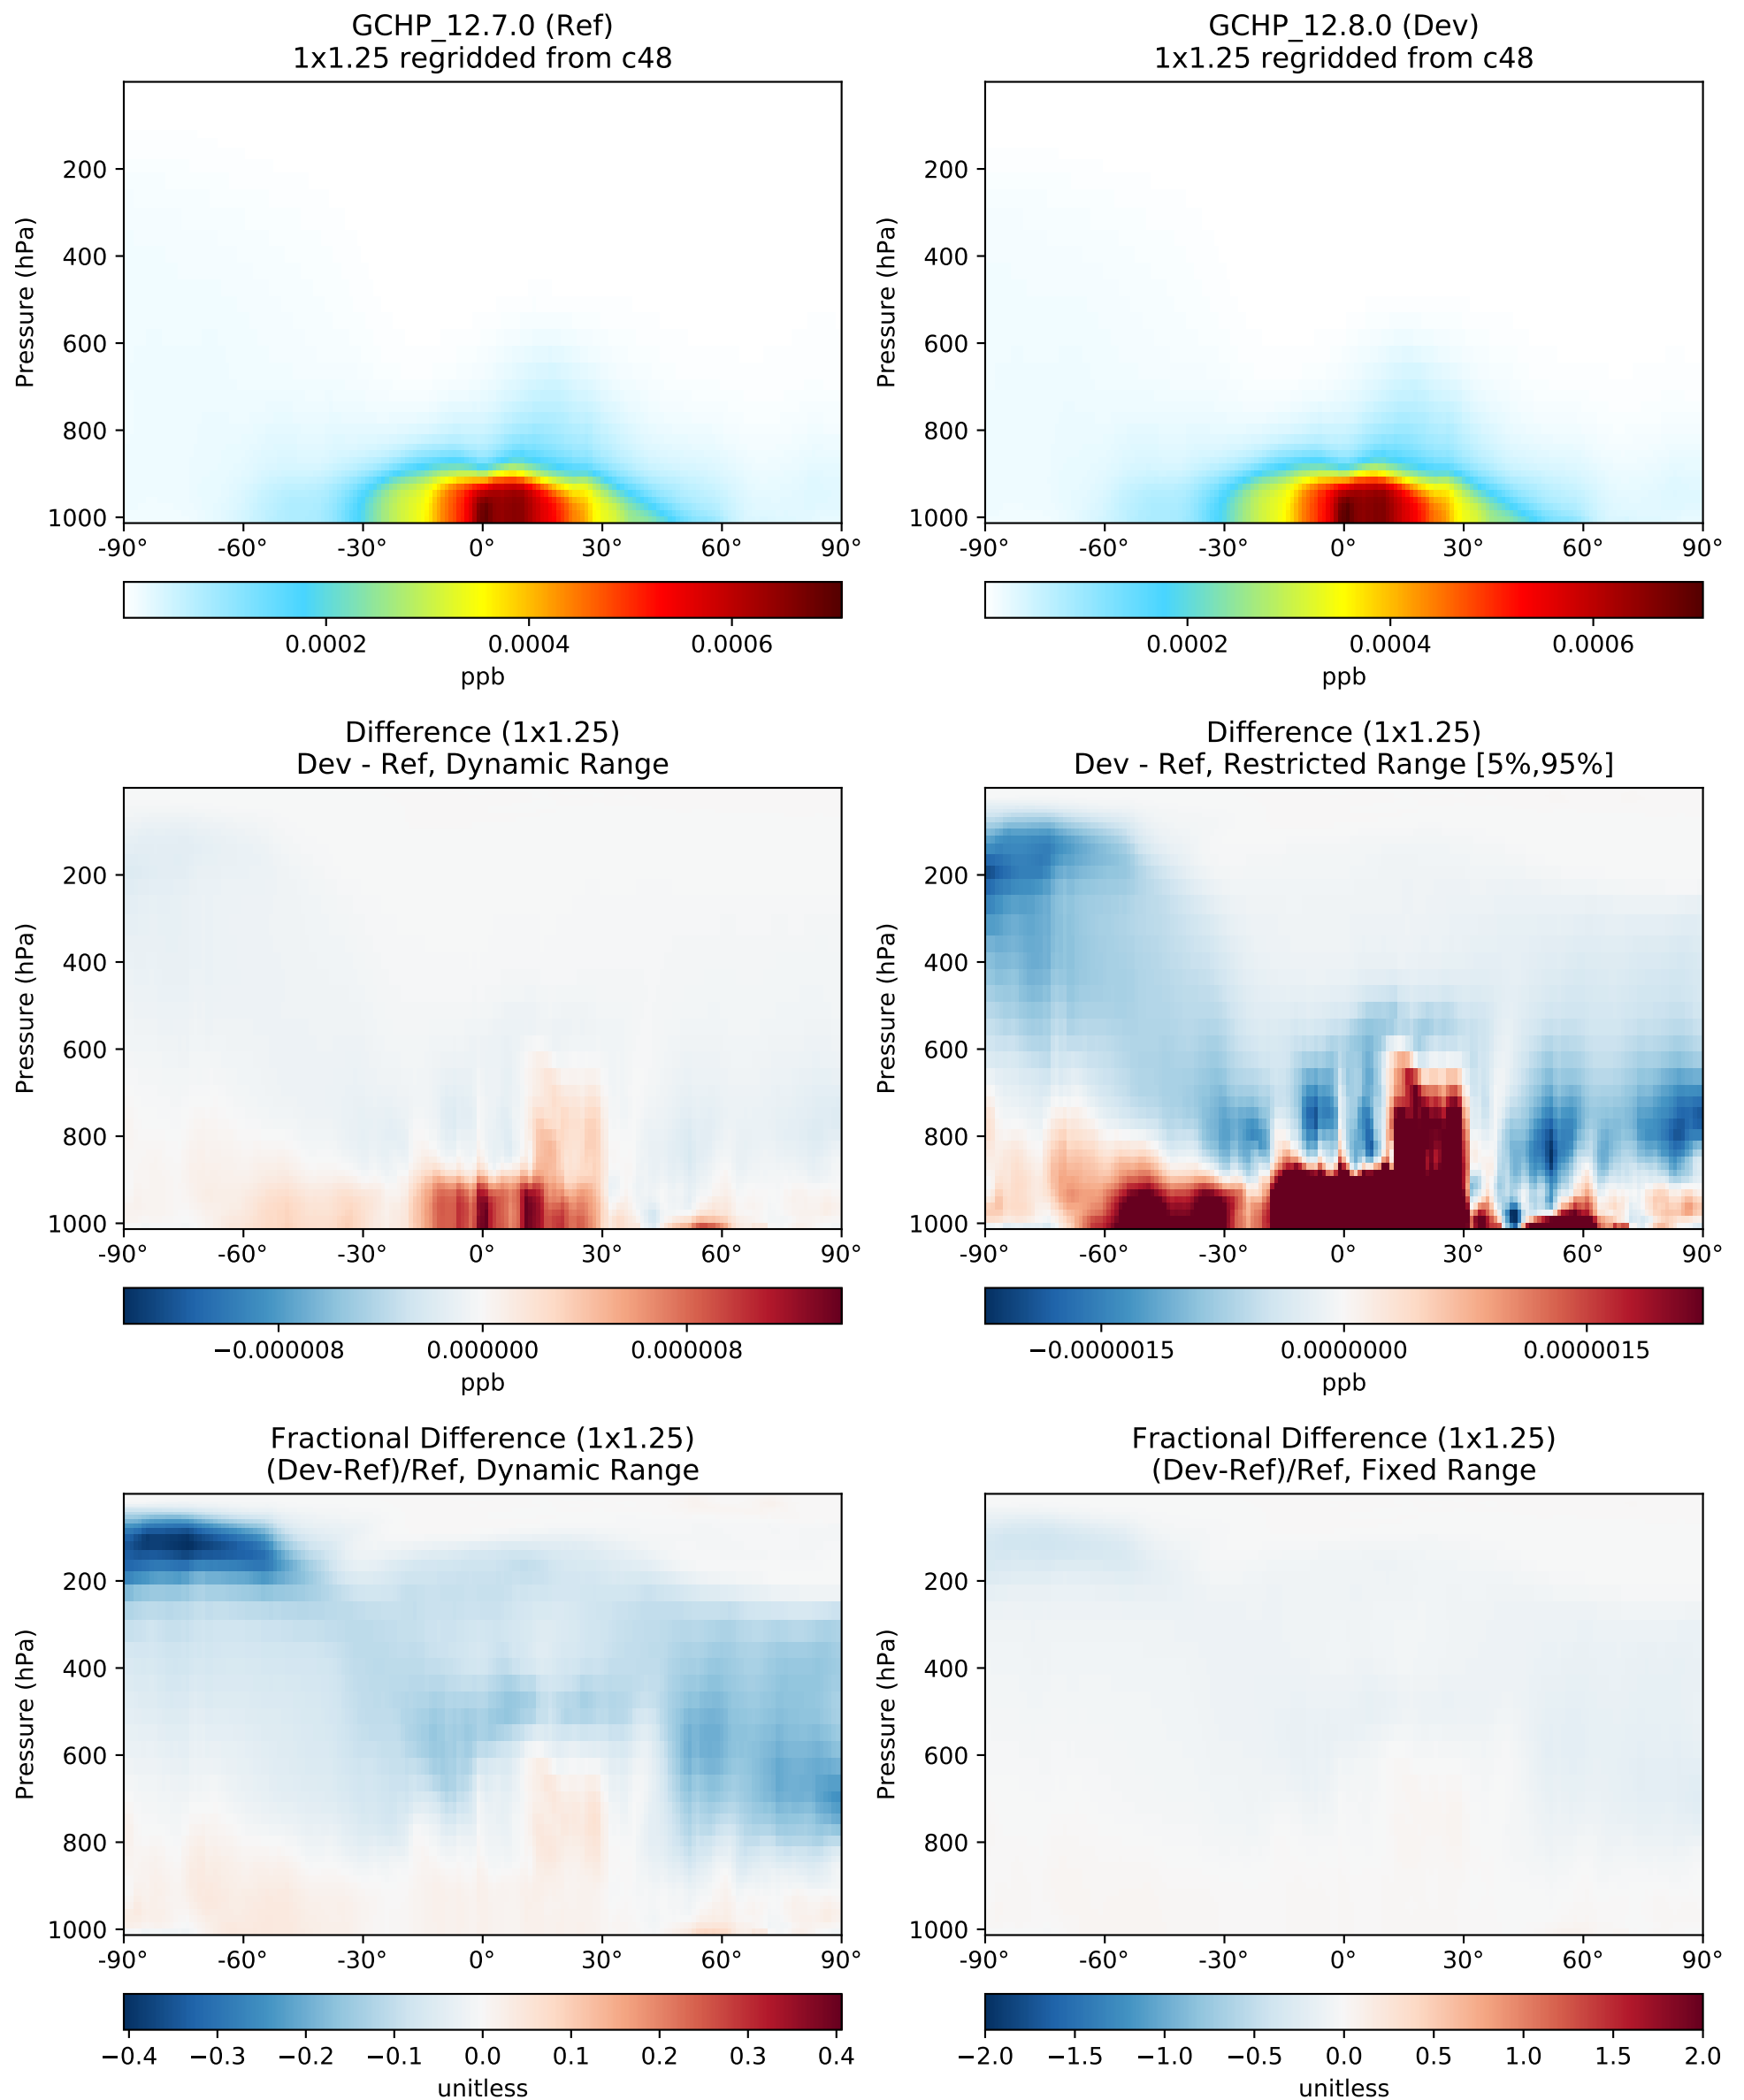 GCHP_12.7.0 (Ref)
1x1.25 regridded from c48
Pressure (hPa)
200
400
600
800
1000
-90° -60° -30° 0° 30° 60° 90°
0.0002 0.0004 0.0006
ppb
GCHP_12.8.0 (Dev)
1x1.25 regridded from c48
Pressure (hPa)
200
400
600
800
1000
-90° -60° -30° 0° 30° 60° 90°
0.0002 0.0004 0.0006
ppb
Difference (1x1.25)
Dev - Ref, Dynamic Range
Pressure (hPa)
200
400
600
800
1000
-90° -60° -30° 0° 30° 60° 90°
−0.000008 0.000000 0.000008
ppb
Difference (1x1.25)
Dev - Ref, Restricted Range [5%,95%]
Pressure (hPa)
200
400
600
800
1000
-90° -60° -30° 0° 30° 60° 90°
−0.0000015 0.0000000 0.0000015
ppb
Fractional Difference (1x1.25)
(Dev-Ref)/Ref, Dynamic Range
Pressure (hPa)
200
400
600
800
1000
-90° -60° -30° 0° 30° 60° 90°
−0.4 −0.3 −0.2 −0.1 0.0 0.1 0.2 0.3 0.4
unitless
Fractional Difference (1x1.25)
(Dev-Ref)/Ref, Fixed Range
Pressure (hPa)
200
400
600
800
1000
-90° -60° -30° 0° 30° 60° 90°
−2.0 −1.5 −1.0 −0.5 0.0 0.5 1.0 1.5 2.0
unitless